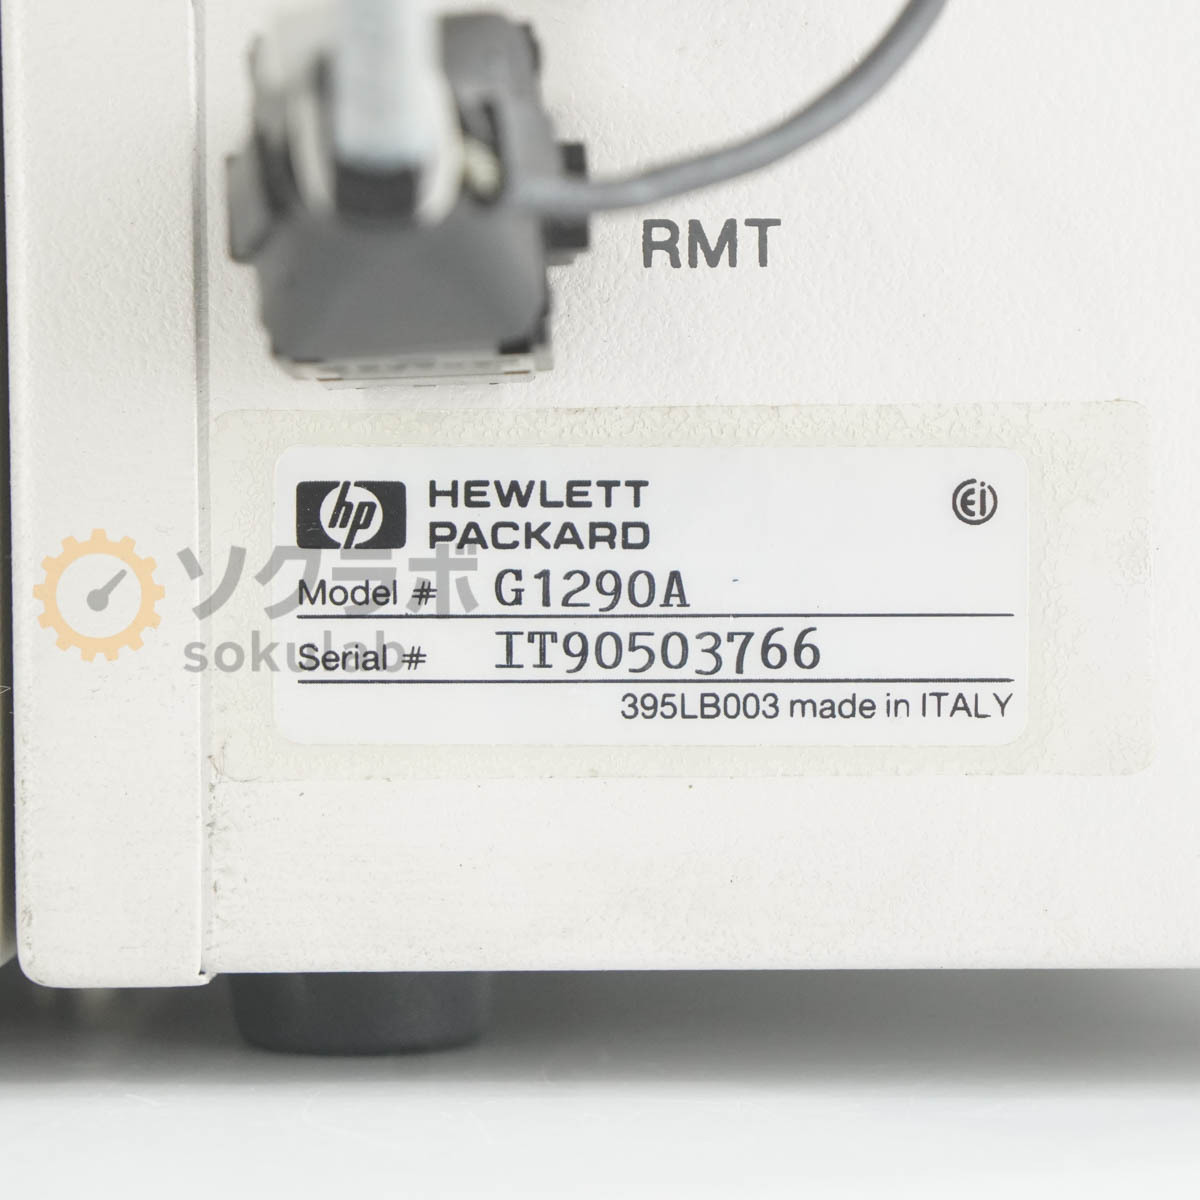 RMT
hp HEWLETT
PACKARD
Model # G1290A
Serial # IT90503766
395LB003 made in ITALY
ソクラボ
sokulab